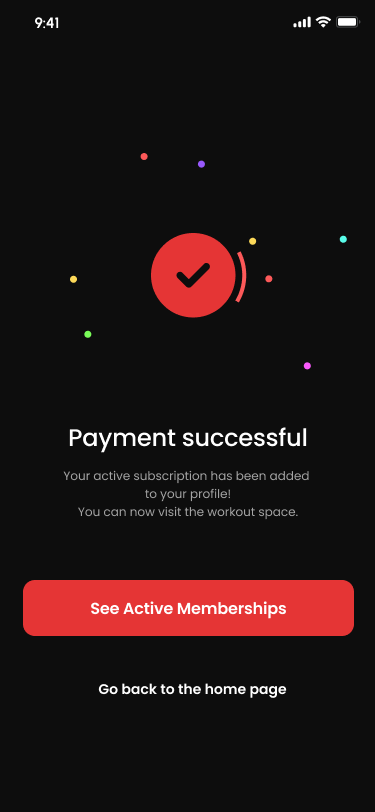 9:41
Payment successful
Your active subscription has been added
to your profile!
You can now visit the workout space.
See Active Memberships
Go back to the home page